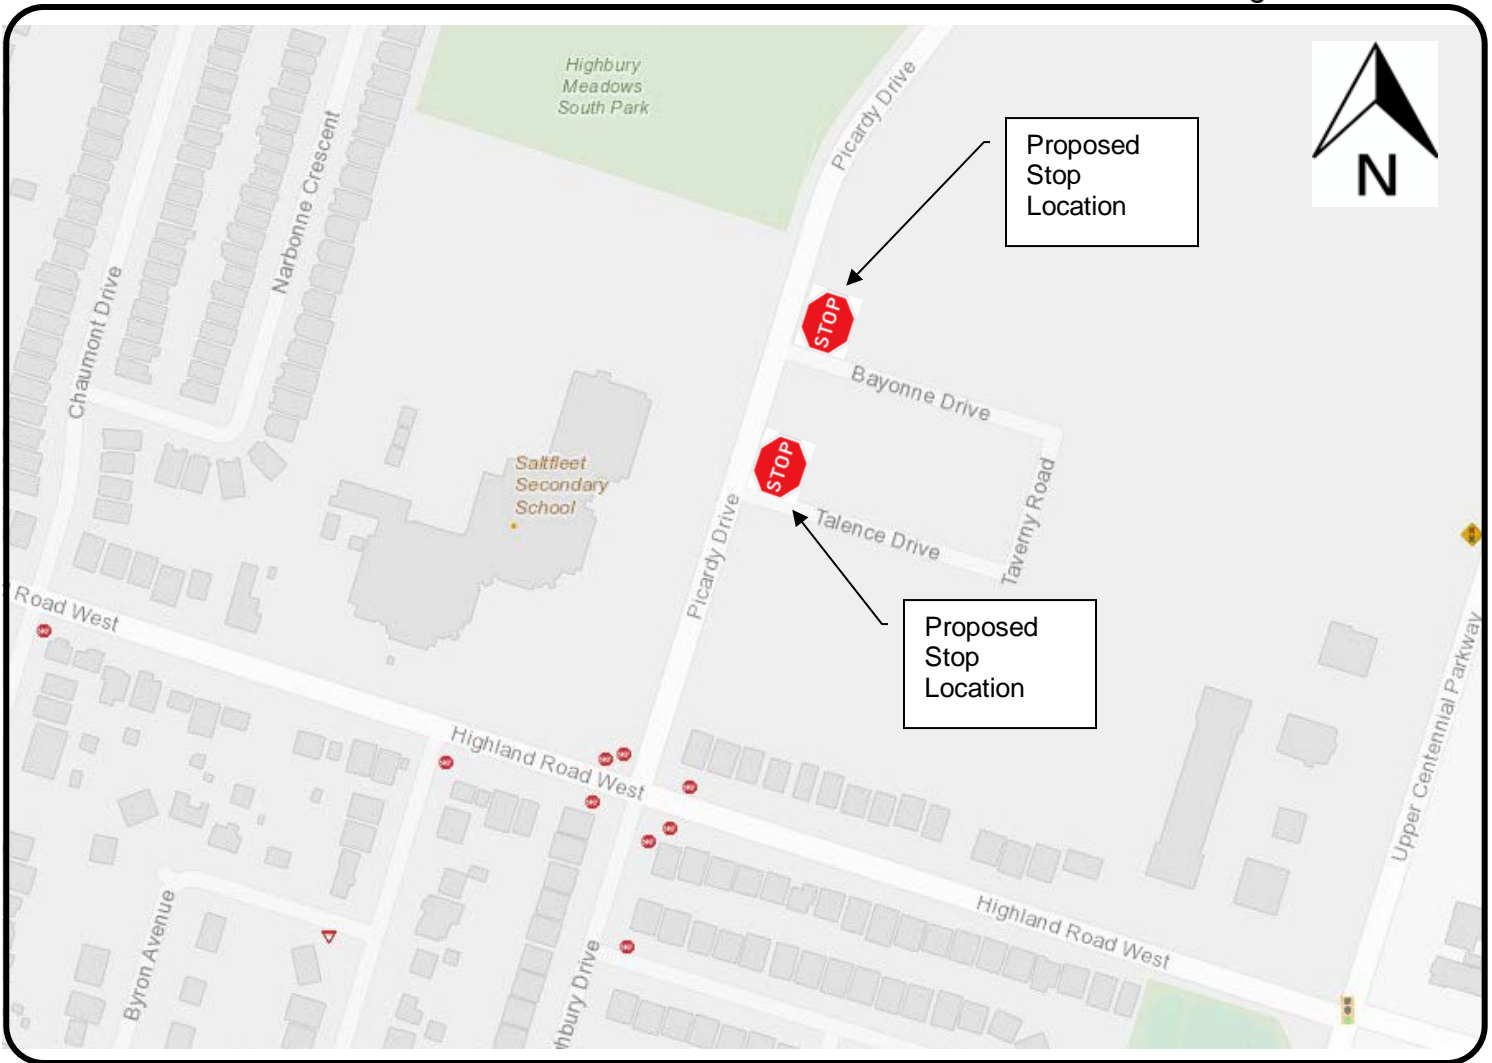 Highbury
Meadows
South Park
Picardy Drive
Proposed
Stop
Location
N
Narbonne Crescent
Chaumont Drive
STOP
Bayonne Drive
STOP
Saltfleet
Secondary
School
Talence Drive
Taverny Road
Picardy Drive
Proposed
Stop
Location
Road West
Highland Road West
Upper Centennial Parkway
Highland Road West
Byron Avenue
hbury Drive